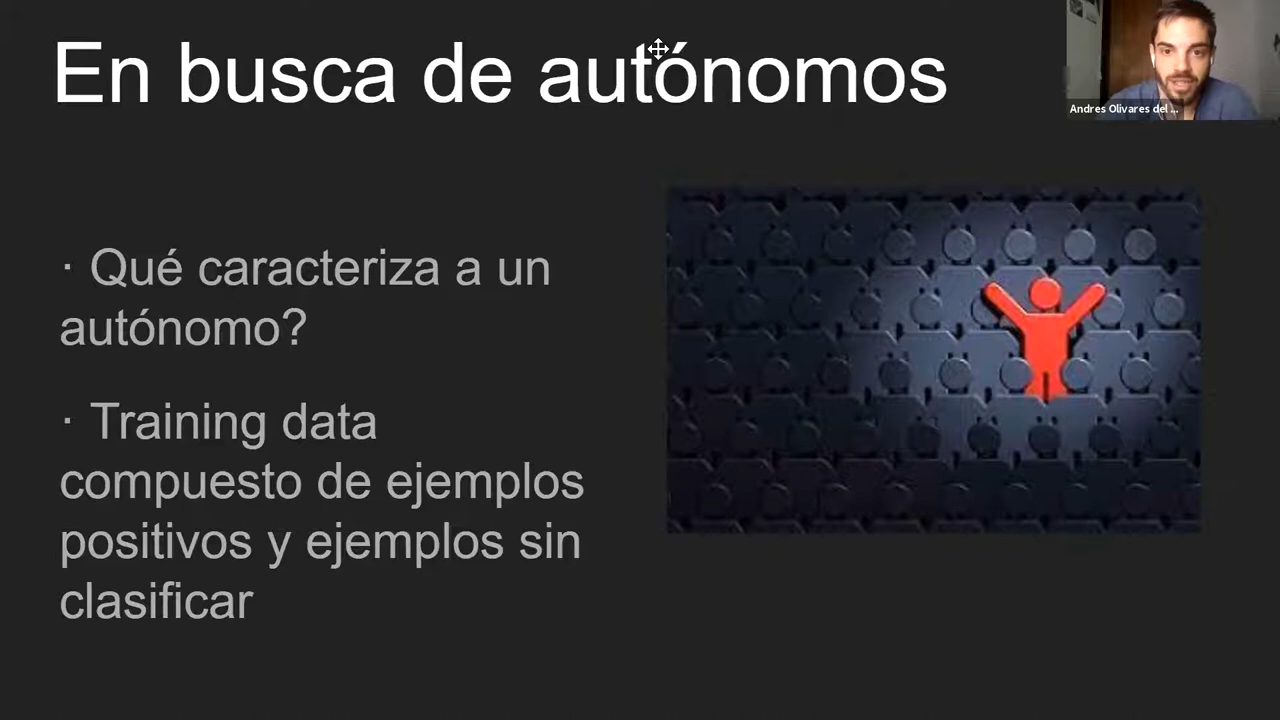 En busca de autónomos
Andres Olivares del ...
· Qué caracteriza a un
autónomo?
· Training data
compuesto de ejemplos
positivos y ejemplos sin
clasificar